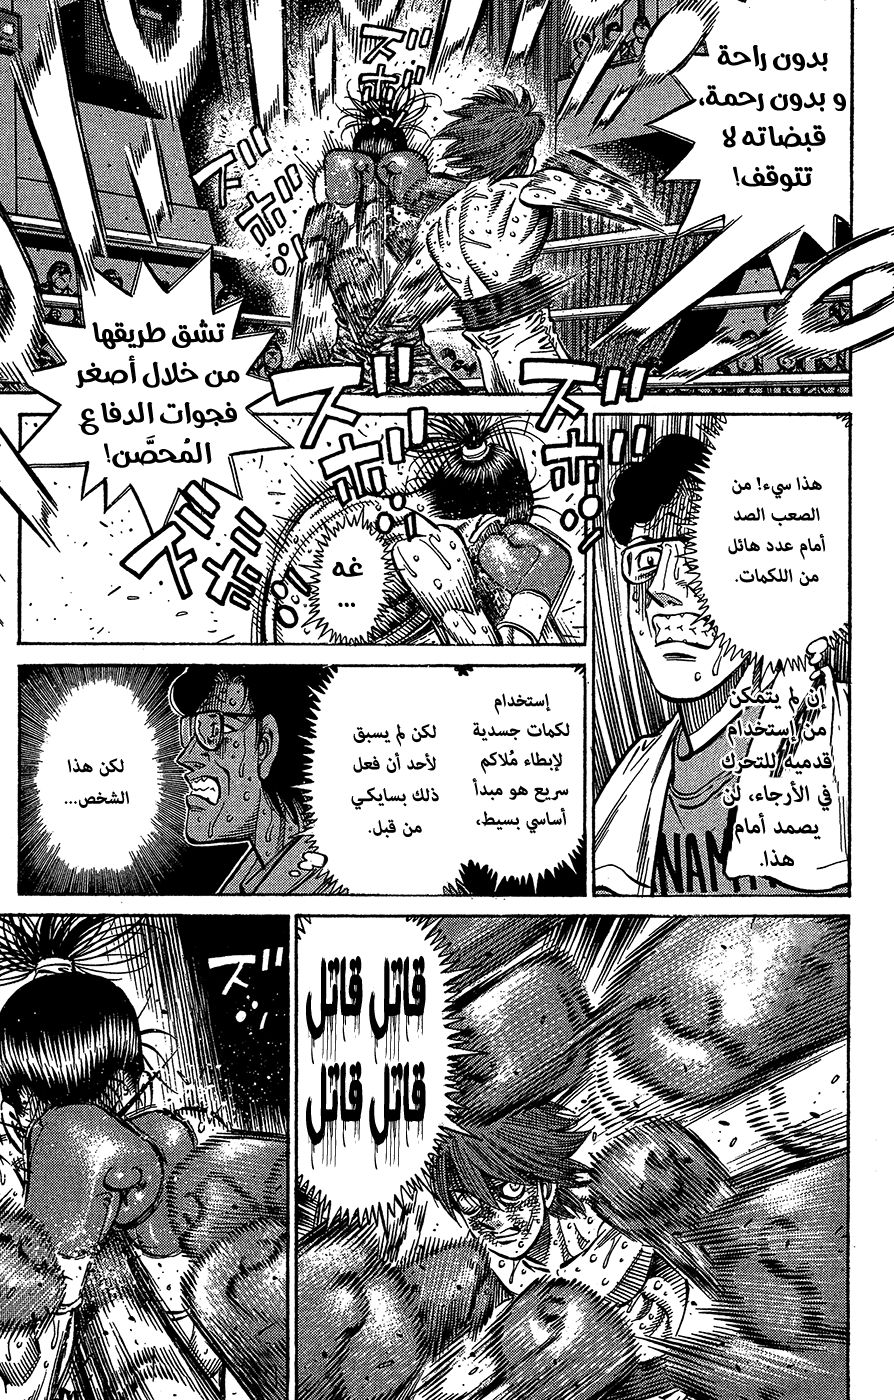 بدون راحة
و بدون رحمة،
قبضاته لا
تتوقف!
تشق طريقها
من خلال أصغر
فجوات الدفاع
المُحصَّن!
هذا سيء! من
الصعب الصد
أمام عدد هائل
من اللكمات.
إن لم يتمكن
من إستخدام
قدميه للتحرك
في الأرجاء، لن
يصمد أمام
هذا.
غه
...
إستخدام
لكمات جسدية
لإبطاء مُلاكم
سريع هو مبدأ
أساسي بسيط،
لكن لم يسبق
لأحد أن فعل
ذلك بسايكي
من قبل.
لكن هذا
الشخص...
قاتل قاتل
قاتل قاتل